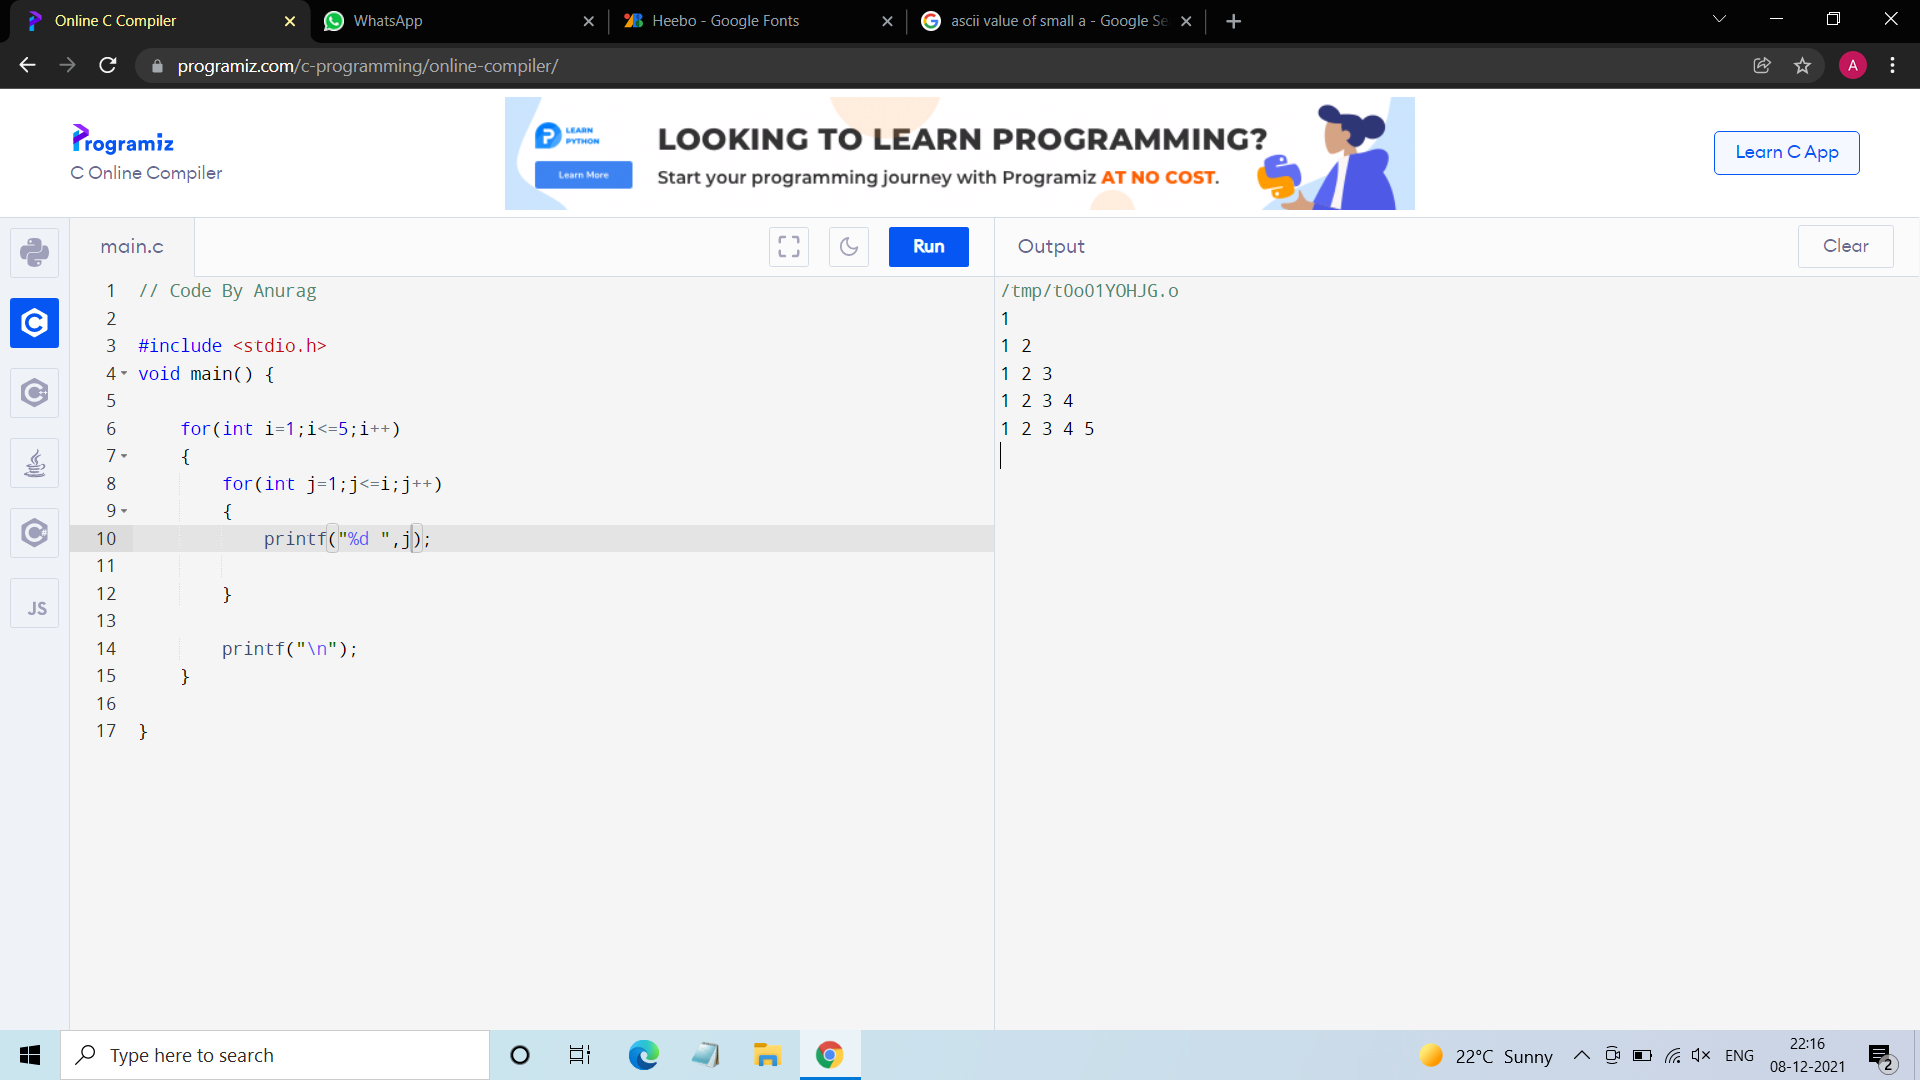 Online C Compiler
WhatsApp
Heebo - Google Fonts
ascii value of small a - Google Se
programiz.com/c-programming/online-compiler/
A
Programiz
C Online Compiler
LEARN
PYTHON
Learn More
LOOKING TO LEARN PROGRAMMING?
Start your programming journey with Programiz AT NO COST.
Learn C App
main.c
Run
Output
Clear
1 // Code By Anurag
2
3 #include <stdio.h>
4 void main() {
5
6 for(int i=1;i<=5;i++)
7 {
8 for(int j=1;j<=i;j++)
9 {
10 printf("%d ",j);
11
12 }
13
14 printf("\n");
15 }
16
17 }
/tmp/tOo01YOHJG.o
1
1 2
1 2 3
1 2 3 4
1 2 3 4 5
JS
Type here to search
22°C Sunny
ENG
22:16
08-12-2021
2